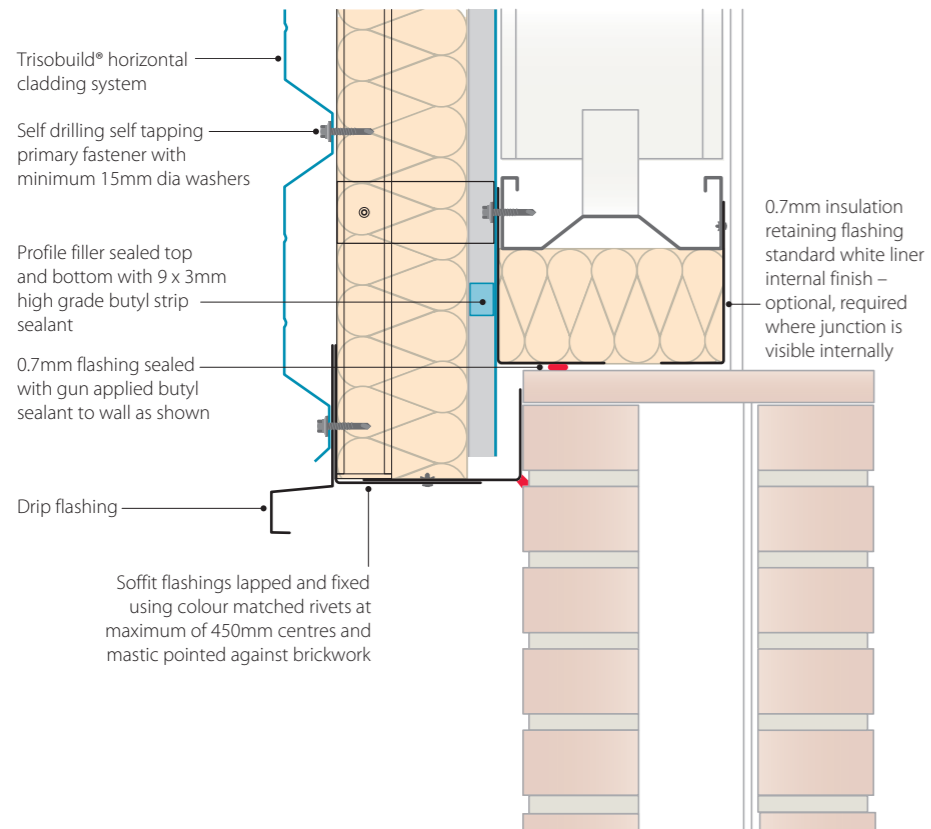 Trisobuild® horizontal
cladding system
Self drilling self tapping
primary fastener with
minimum 15mm dia washers
Profile filler sealed top
and bottom with 9 x 3mm
high grade butyl strip
sealant
0.7mm flashing sealed
with gun applied butyl
sealant to wall as shown
Drip flashing
Soffit flashings lapped and fixed
using colour matched rivets at
maximum of 450mm centres and
mastic pointed against brickwork
0.7mm insulation
retaining flashing
standard white liner
internal finish –
optional, required
where junction is
visible internally